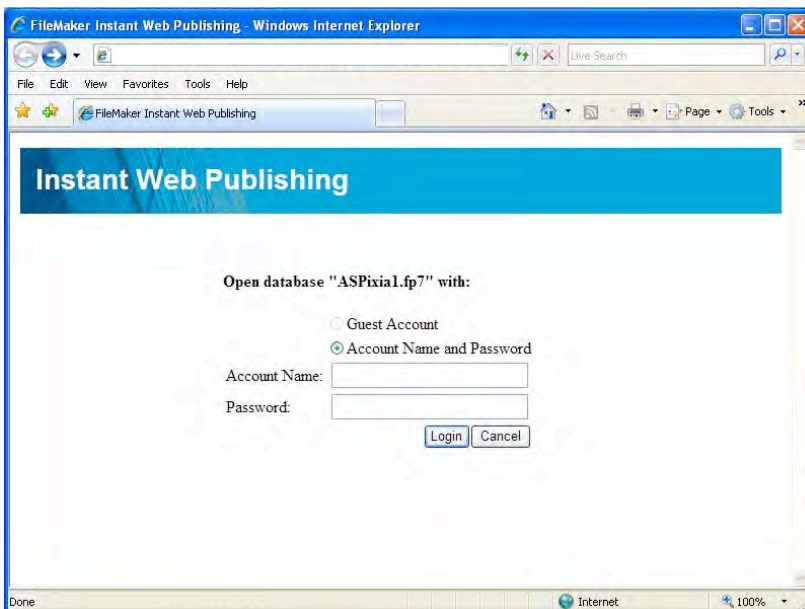 FileMaker Instant Web Publishing - Windows Internet Explorer
Live Search
File Edit View Favorites Tools Help
FileMaker Instant Web Publishing
Page Tools
Instant Web Publishing
Open database "ASPixia1.fp7" with:
Guest Account
Account Name and Password
Account Name:
Password:
Login Cancel
Done Internet 100%